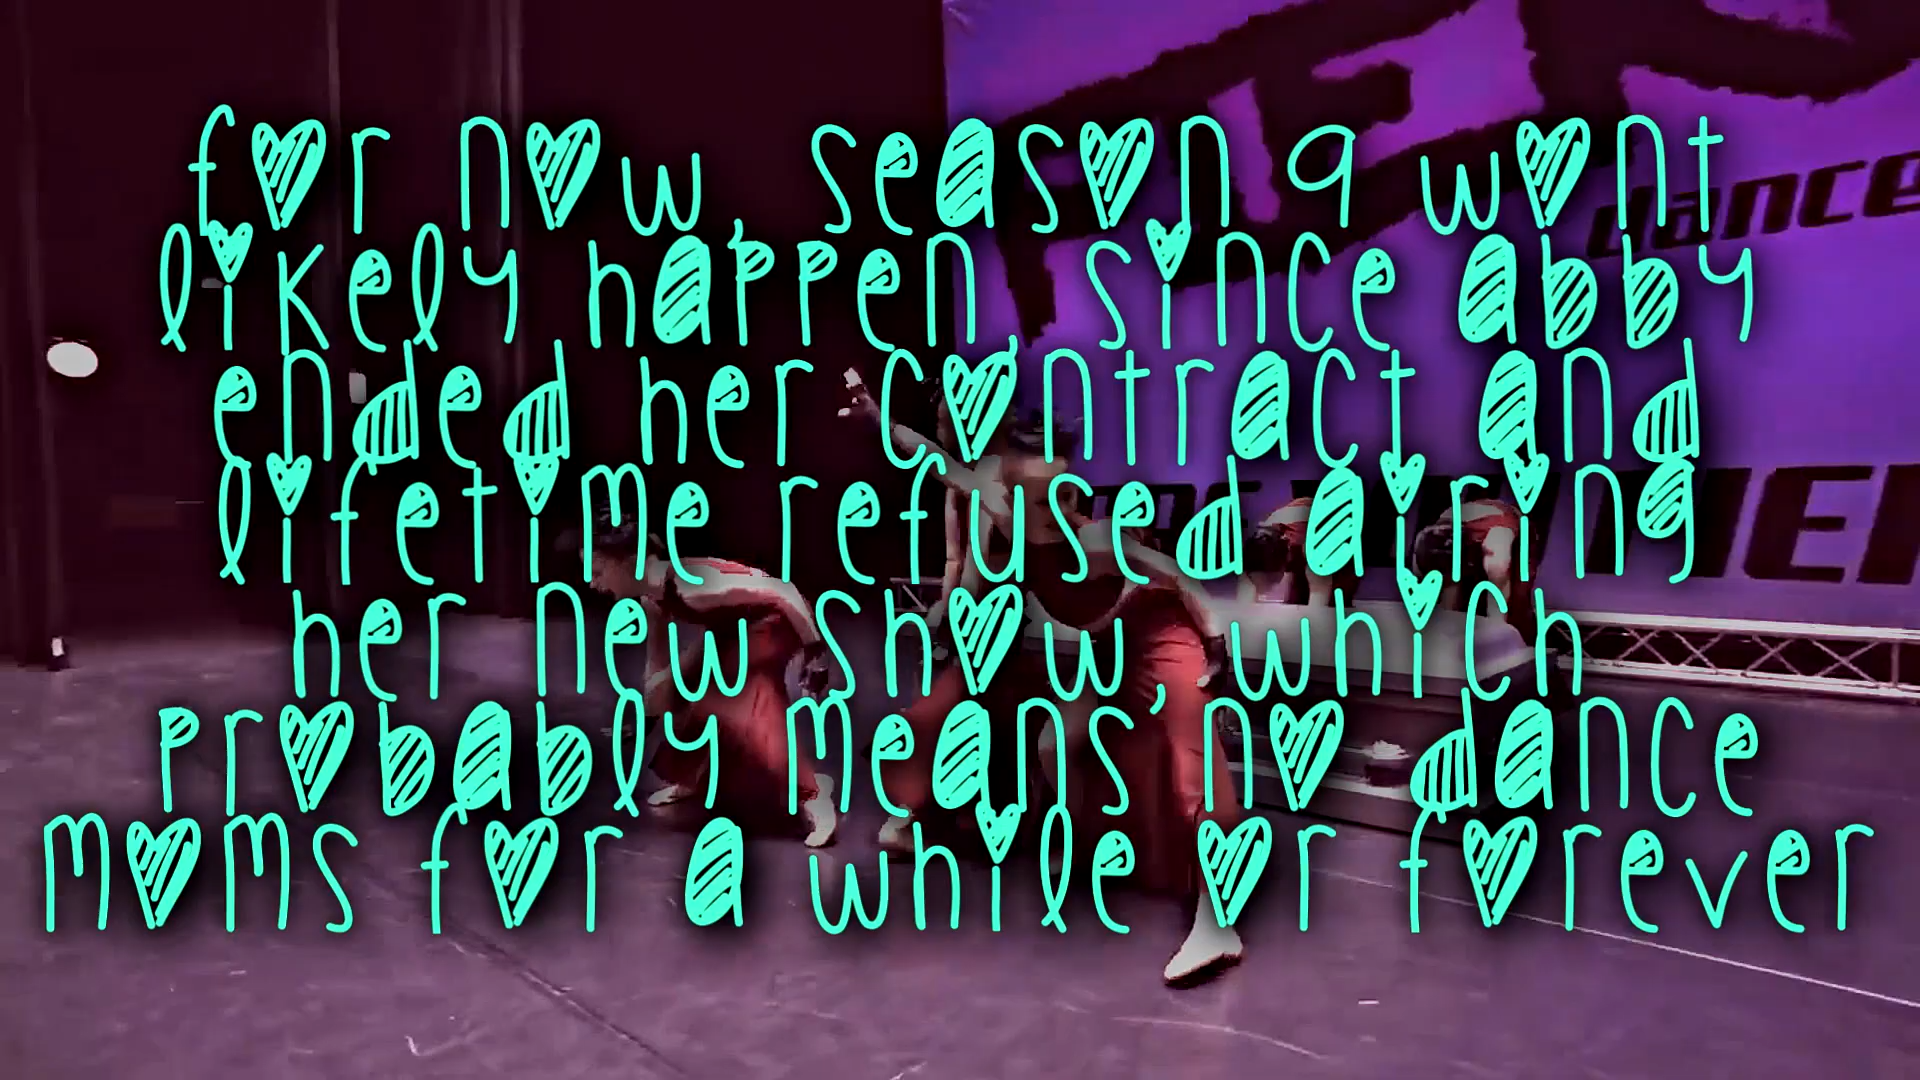 for now, season 9 wont
likely happen, since abby
ended her contract and
lifetime refused airing
her new show, which
probably means no dance
moms for a while or forever
dance